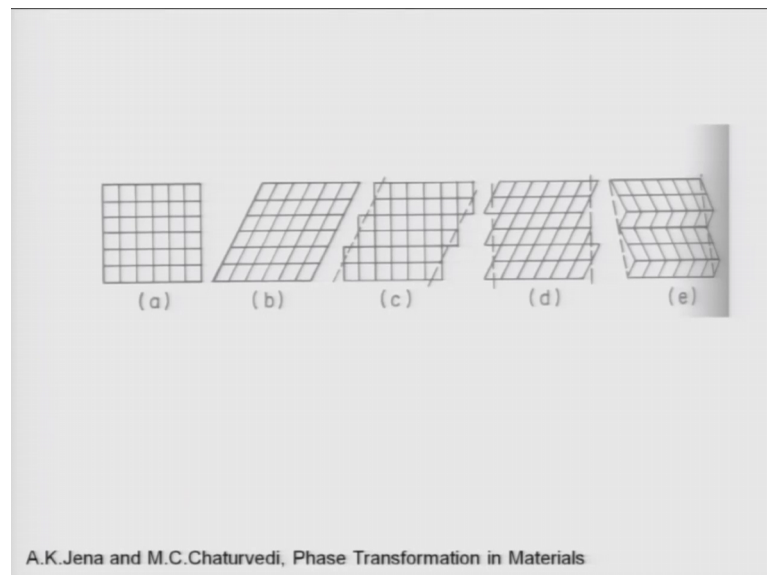 (a) (b) (c) (d) (e)
A.K.Jena and M.C.Chaturvedi, Phase Transformation in Materials